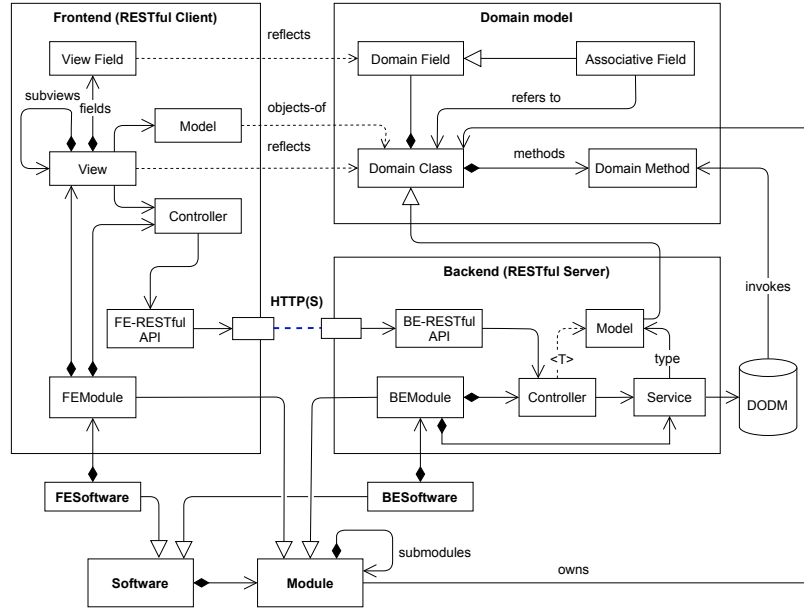 Frontend (RESTful Client)
Domain model
View Field
reflects
Domain Field
Associative Field
subviews
fields
Model
objects-of
refers to
View
reflects
Domain Class
methods
Domain Method
Controller
Backend (RESTful Server)
invokes
HTTP(S)
FE-RESTful
API
BE-RESTful
API
Model
<T>
type
FEModule
BEModule
Controller
Service
DODM
FESoftware
BESoftware
submodules
Software
Module
owns